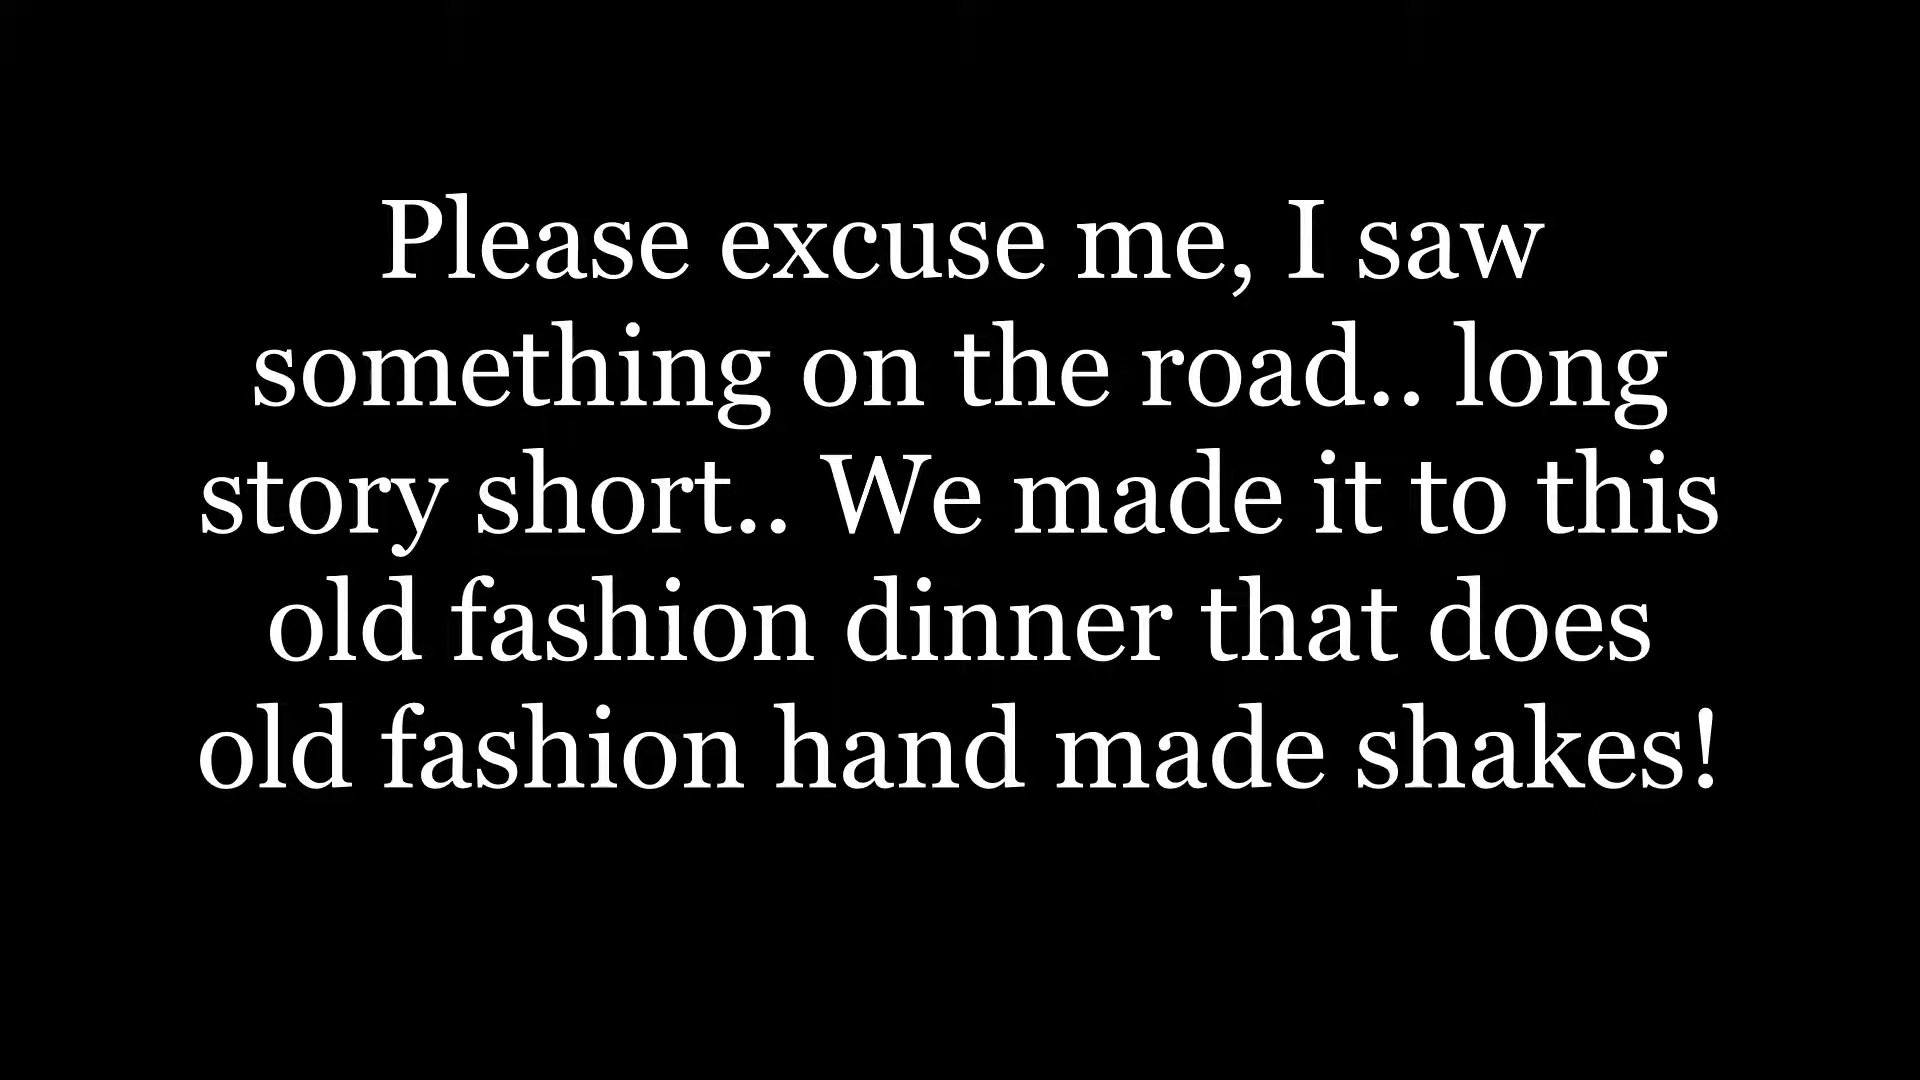 Please excuse me, I saw
something on the road.. long
story short.. We made it to this
old fashion dinner that does
old fashion hand made shakes!